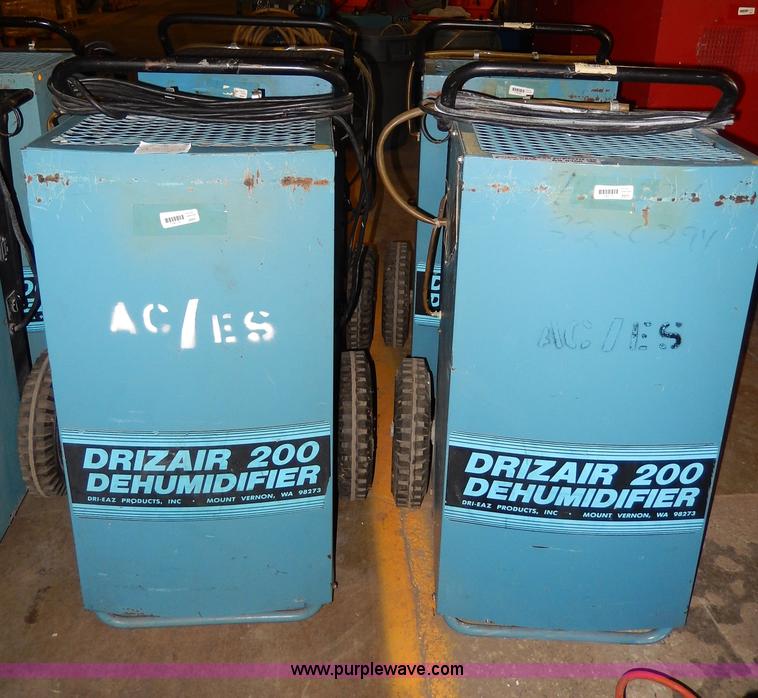 AC/ES
DRIZAIR 200
DEHUMIDIFIER
DRI-EAZ PRODUCTS, INC · MOUNT VERNON, WA 98273
AC/ES
DRIZAIR 200
DEHUMIDIFIER
DRI-EAZ PRODUCTS, INC · MOUNT VERNON, WA 98273
www.purplewave.com